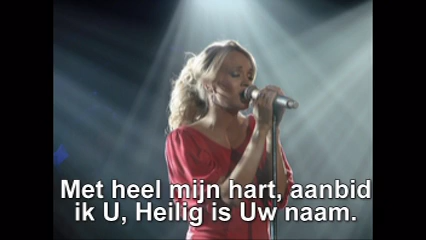 Met heel mijn hart, aanbid
ik U, Heilig is Uw naam.